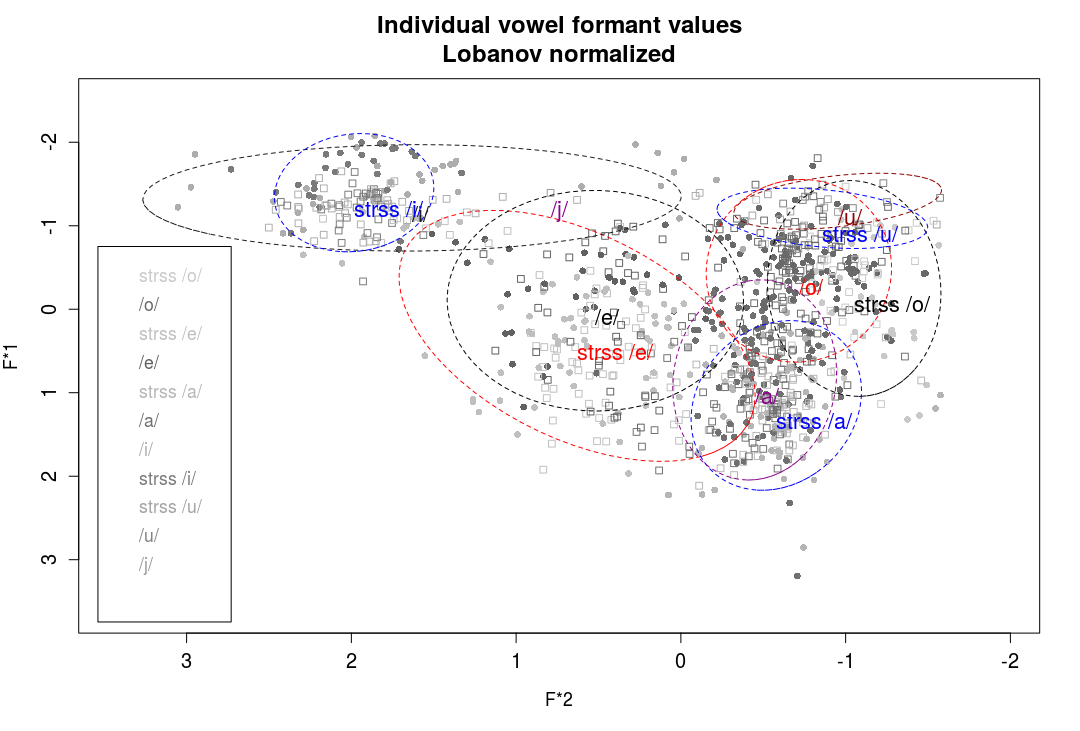 Individual vowel formant values
Lobanov normalized
-2
-1
0
1
2
3
F*1
strss /i/
/i/
/j/
/u/
strss /u/
/o/
strss /o/
/e/
strss /e/
/a/
strss /a/
strss /o/
/o/
strss /e/
/e/
strss /a/
/a/
/i/
strss /i/
strss /u/
/u/
/j/
3
2
1
0
-1
-2
F*2